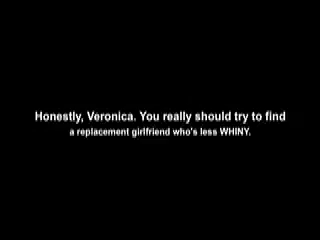 Honestly, Veronica. You really should try to find
a replacement girlfriend who's less WHINY.